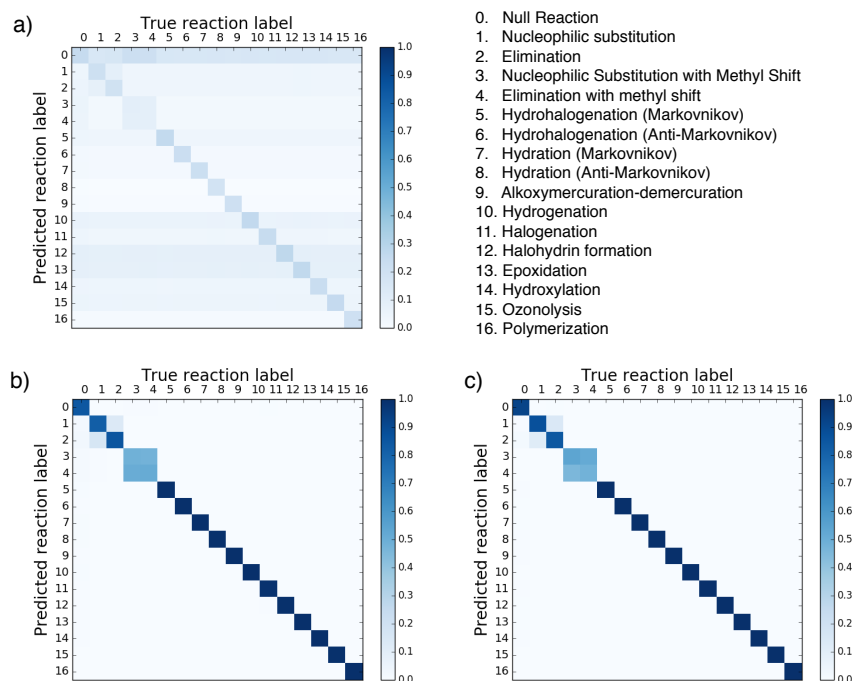 a)
True reaction label
0 1 2 3 4 5 6 7 8 9 10 11 12 13 14 15 16
Predicted reaction label
0
1
2
3
4
5
6
7
8
9
10
11
12
13
14
15
16
1.0
0.9
0.8
0.7
0.6
0.5
0.4
0.3
0.2
0.1
0.0
0. Null Reaction
1. Nucleophilic substitution
2. Elimination
3. Nucleophilic Substitution with Methyl Shift
4. Elimination with methyl shift
5. Hydrohalogenation (Markovnikov)
6. Hydrohalogenation (Anti-Markovnikov)
7. Hydration (Markovnikov)
8. Hydration (Anti-Markovnikov)
9. Alkoxymercuration-demercuration
10. Hydrogenation
11. Halogenation
12. Halohydrin formation
13. Epoxidation
14. Hydroxylation
15. Ozonolysis
16. Polymerization
b)
True reaction label
0 1 2 3 4 5 6 7 8 9 10 11 12 13 14 15 16
Predicted reaction label
0
1
2
3
4
5
6
7
8
9
10
11
12
13
14
15
16
1.0
0.9
0.8
0.7
0.6
0.5
0.4
0.3
0.2
0.1
0.0
c)
True reaction label
0 1 2 3 4 5 6 7 8 9 10 11 12 13 14 15 16
Predicted reaction label
0
1
2
3
4
5
6
7
8
9
10
11
12
13
14
15
16
1.0
0.9
0.8
0.7
0.6
0.5
0.4
0.3
0.2
0.1
0.0